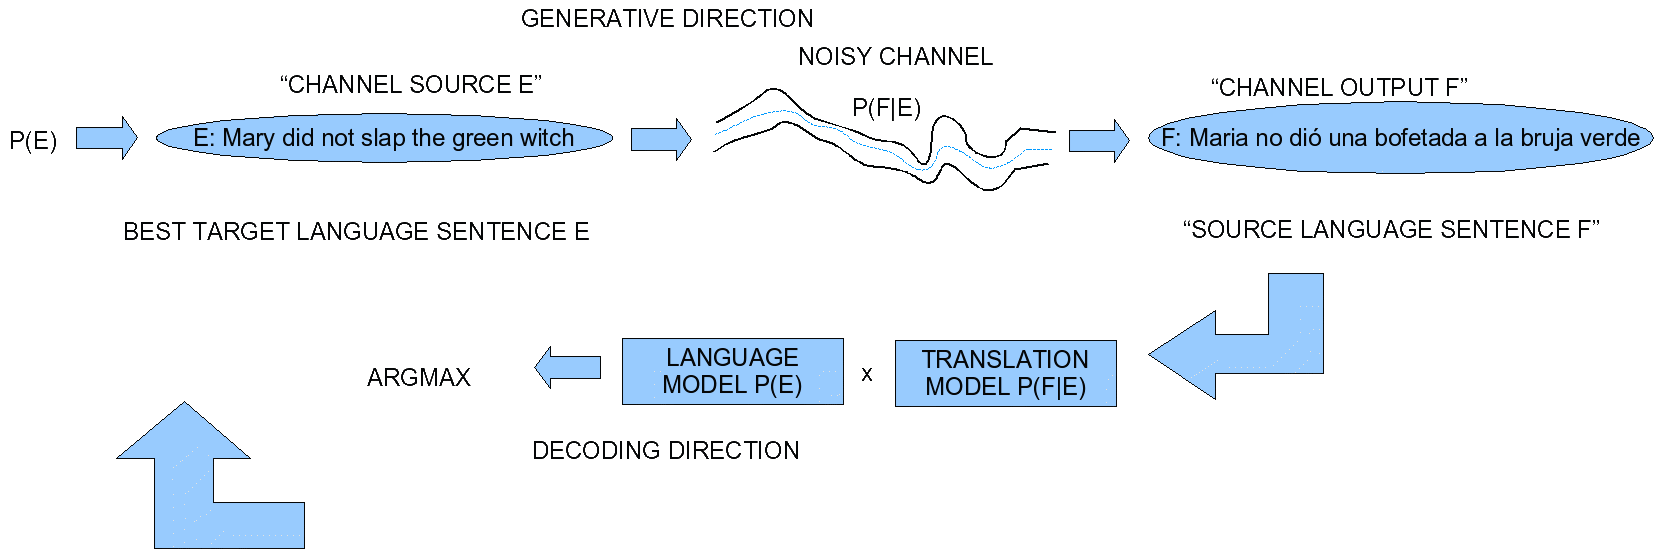 GENERATIVE DIRECTION
NOISY CHANNEL
“CHANNEL SOURCE E”
“CHANNEL OUTPUT F”
P(F|E)
P(E)
E: Mary did not slap the green witch
F: Maria no dió una bofetada a la bruja verde
BEST TARGET LANGUAGE SENTENCE E
“SOURCE LANGUAGE SENTENCE F”
ARGMAX
LANGUAGE
MODEL P(E)
x
TRANSLATION
MODEL P(F|E)
DECODING DIRECTION